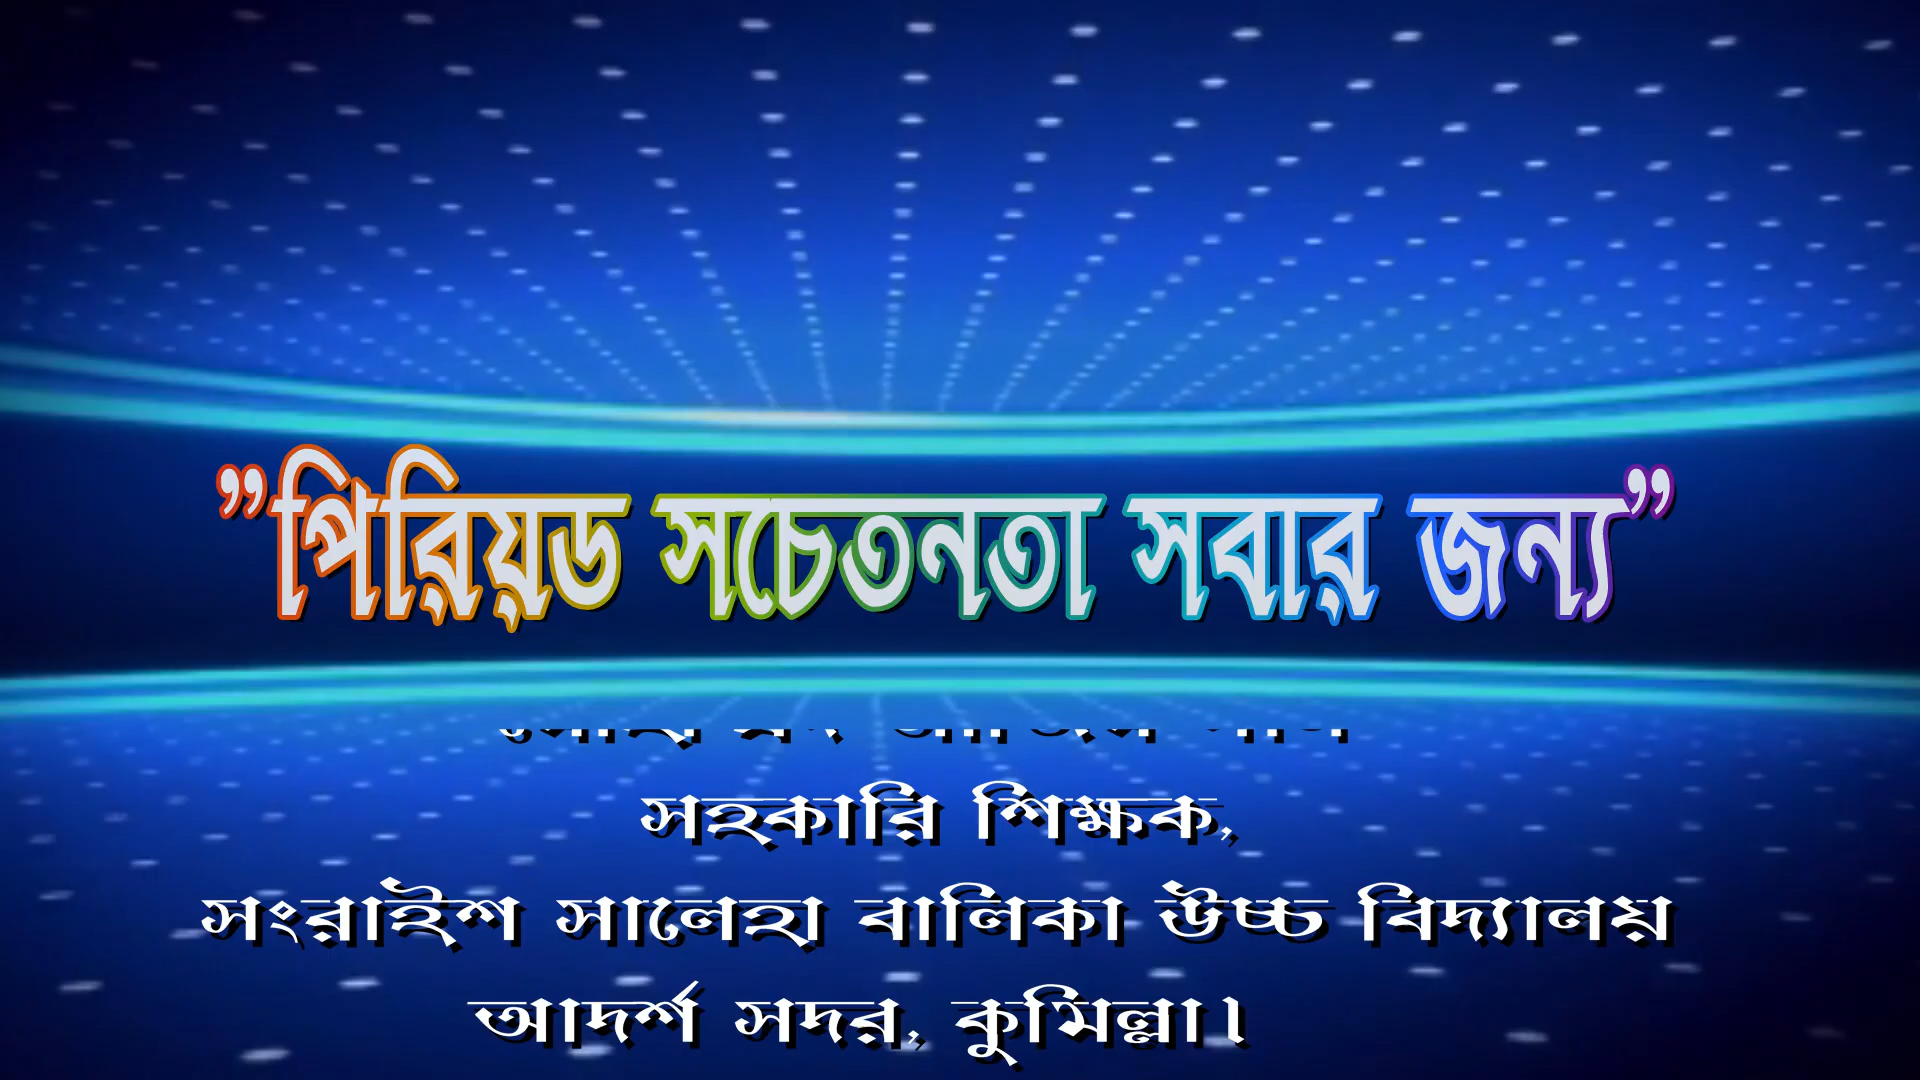 ”পিরিয়ড সচেতনতা সবার জন্য”
সহকারি শিক্ষক,
সংরাইশ সালেহা বালিকা উচ্চ বিদ্যালয়
আদর্শ সদর, কুমিল্লা।